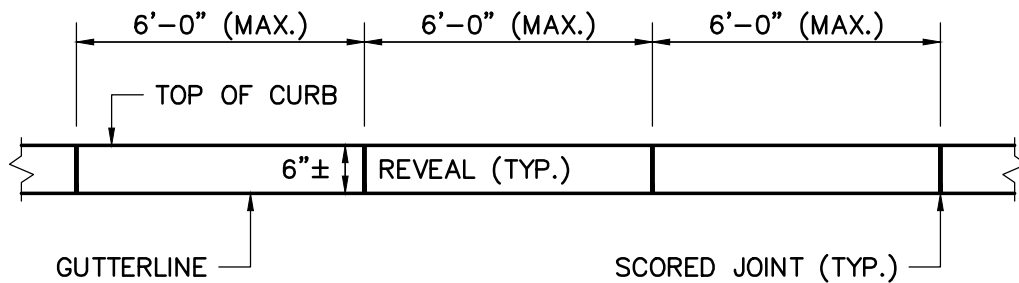 6'-0" (MAX.) 6'-0" (MAX.) 6'-0" (MAX.)
TOP OF CURB
6"± REVEAL (TYP.)
GUTTERLINE SCORED JOINT (TYP.)